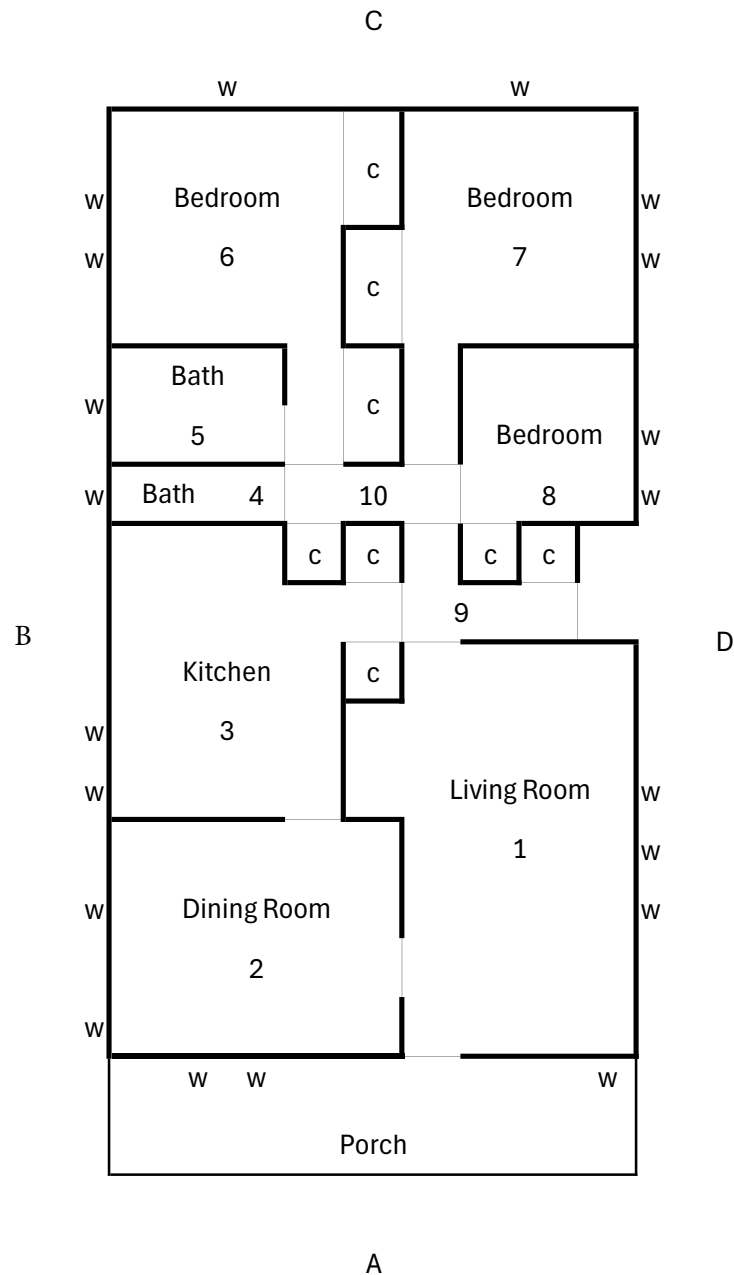 C
w w
c
Bedroom Bedroom
w w
6 7
w w
c
Bath
w c
5
Bedroom
w
w Bath 4 10 8 w
c c c c
9
B D
Kitchen c
3
w
Living Room
w w
1
w
Dining Room
w w
2
w
w w w
Porch
A